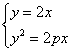 y = 2x
y² = 2px